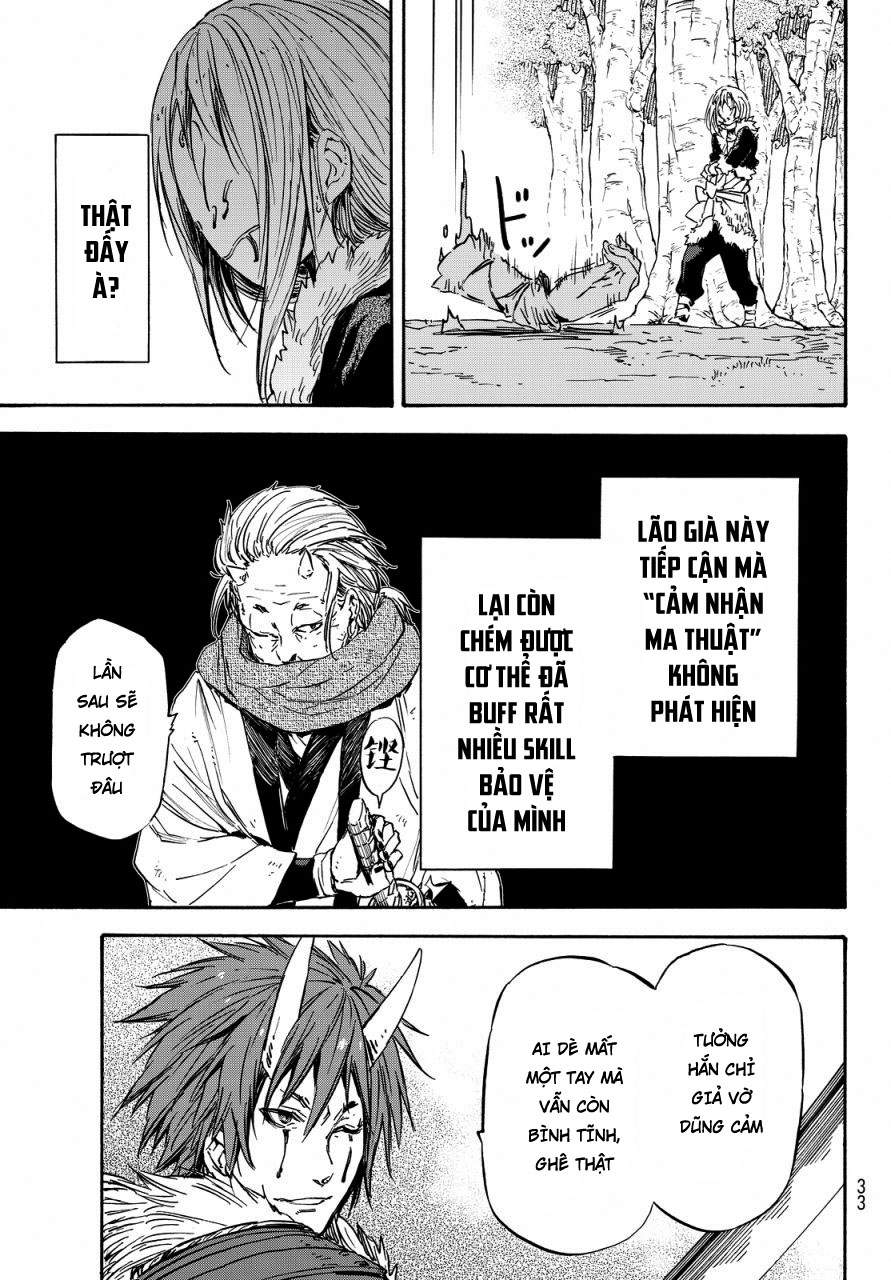 ドッ
THẬT
ĐẤY
À?
LÃO GIÀ NÀY
TIẾP CẬN MÀ
“CẢM NHẬN
MA THUẬT”
KHÔNG
PHÁT HIỆN
LẠI CÒN
CHÉM ĐƯỢC
CƠ THỂ ĐÃ
BUFF RẤT
NHIỀU SKILL
BẢO VỆ
CỦA MÌNH
鏗
LẦN
SAU SẼ
KHÔNG
TRƯỢT
ĐÂU
TƯỞNG
HẮN CHỈ
GIẢ VỜ
DŨNG CẢM
AI DÈ MẤT
MỘT TAY MÀ
VẪN CÒN
BÌNH TĨNH,
GHÊ THẬT
33